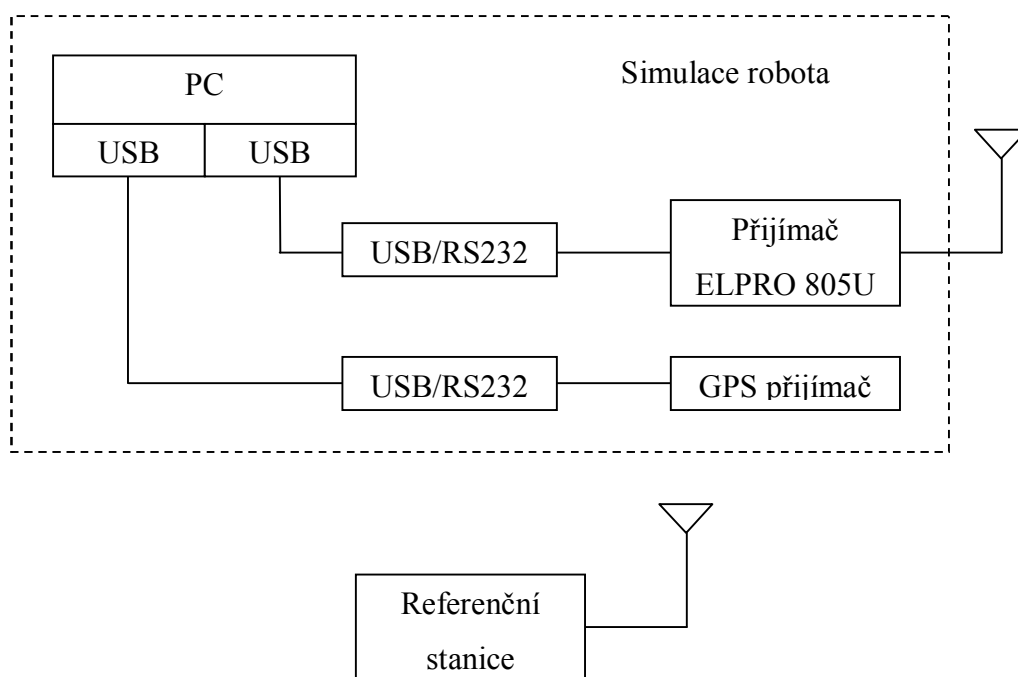 PC
Simulace robota
USB
USB
USB/RS232
Přijímač
ELPRO 805U
USB/RS232
GPS přijímač
Referenční
stanice